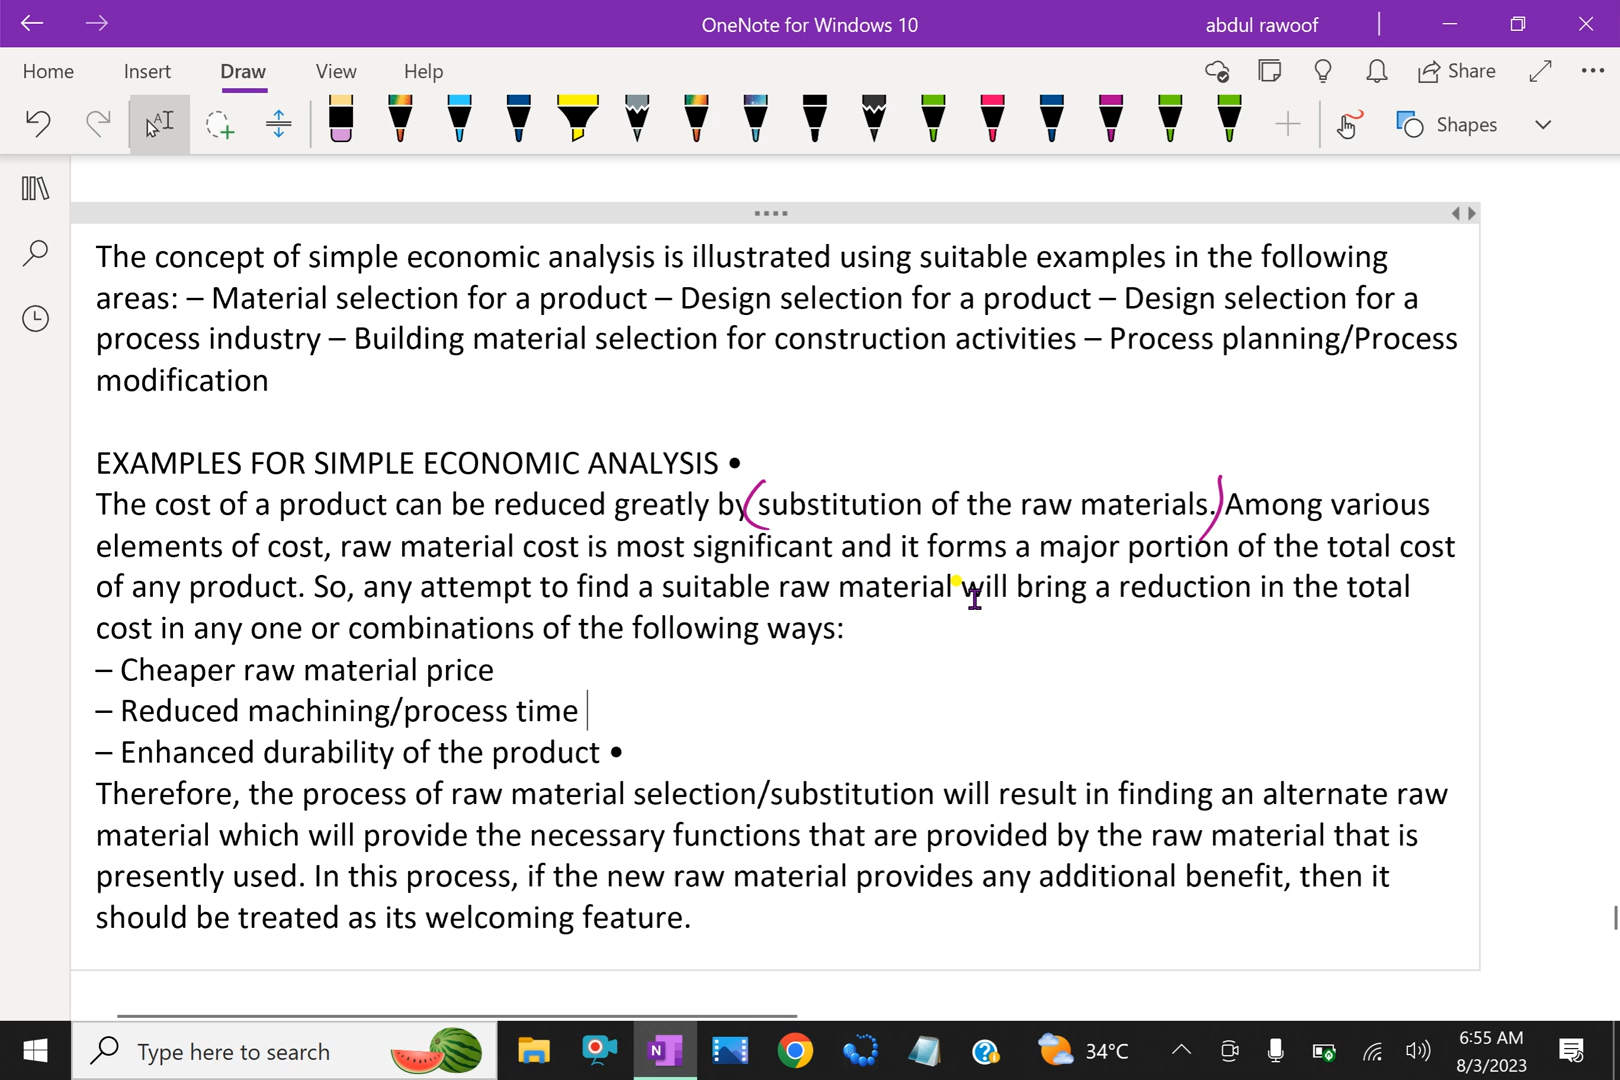 OneNote for Windows 10
abdul rawoof
Home
Insert
Draw
View
Help
Share
Shapes
The concept of simple economic analysis is illustrated using suitable examples in the following
areas: – Material selection for a product – Design selection for a product – Design selection for a
process industry – Building material selection for construction activities – Process planning/Process
modification
EXAMPLES FOR SIMPLE ECONOMIC ANALYSIS •
The cost of a product can be reduced greatly by substitution of the raw materials. Among various
elements of cost, raw material cost is most significant and it forms a major portion of the total cost
of any product. So, any attempt to find a suitable raw material will bring a reduction in the total
cost in any one or combinations of the following ways:
– Cheaper raw material price
– Reduced machining/process time
– Enhanced durability of the product •
Therefore, the process of raw material selection/substitution will result in finding an alternate raw
material which will provide the necessary functions that are provided by the raw material that is
presently used. In this process, if the new raw material provides any additional benefit, then it
should be treated as its welcoming feature.
Type here to search
34°C
6:55 AM
8/3/2023